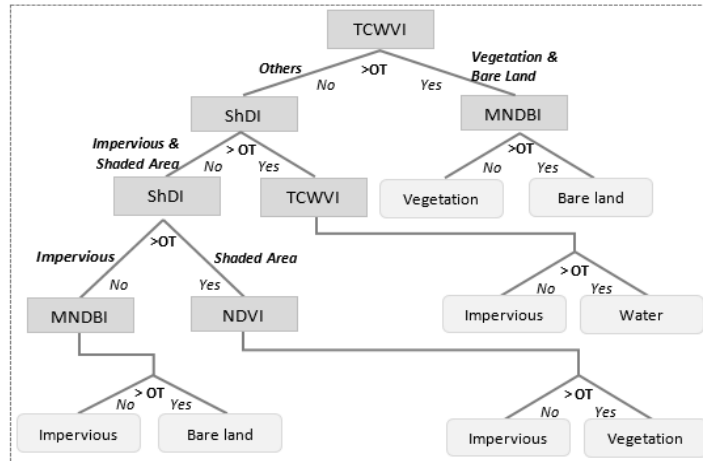 TCWVI
Others
>OT
Vegetation &
Bare Land
No
Yes
ShDI
MNDBI
Impervious &
Shaded Area
> OT
No
Yes
>OT
No
Yes
ShDI
TCWVI
Vegetation
Bare land
Impervious
>OT
Shaded Area
No
Yes
> OT
No
Yes
MNDBI
NDVI
Impervious
Water
> OT
No
Yes
> OT
No
Yes
Impervious
Bare land
Impervious
Vegetation